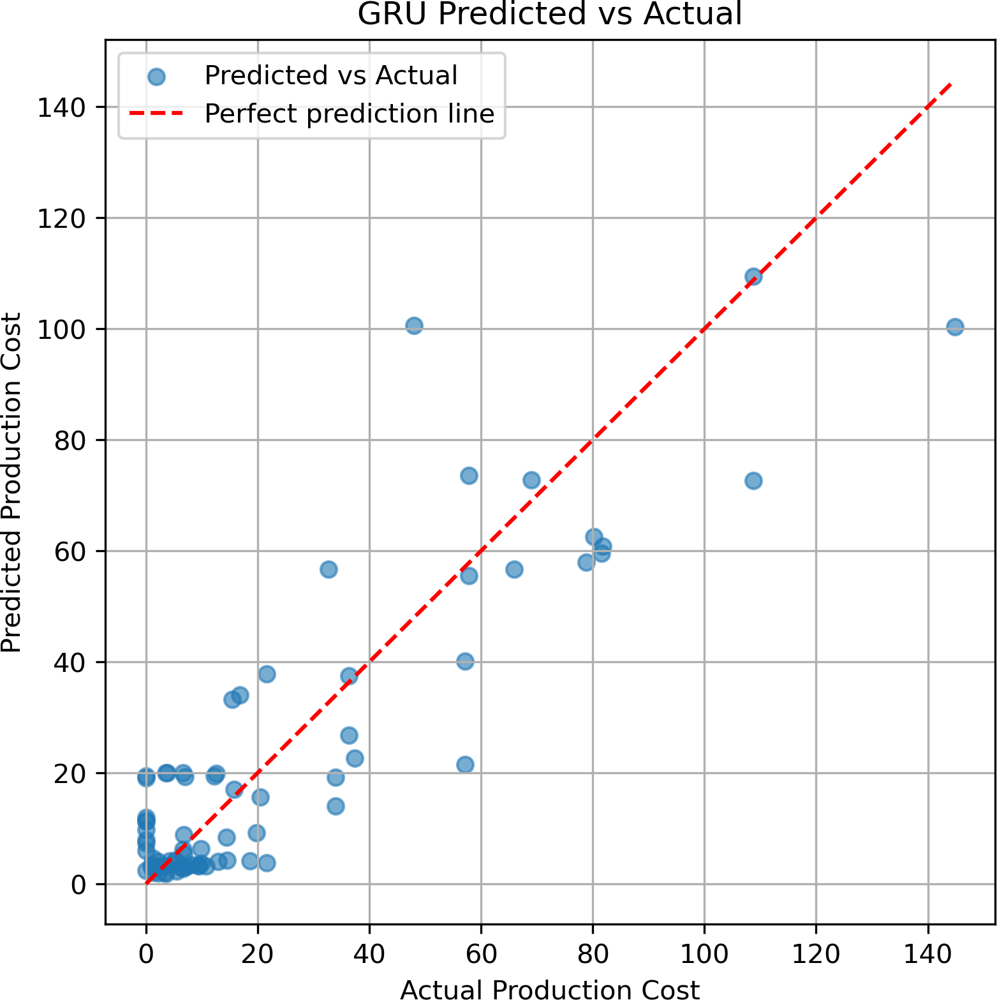 GRU Predicted vs Actual
Predicted vs Actual
Perfect prediction line
140
120
100
80
60
40
20
0
Predicted Production Cost
0 20 40 60 80 100 120 140
Actual Production Cost